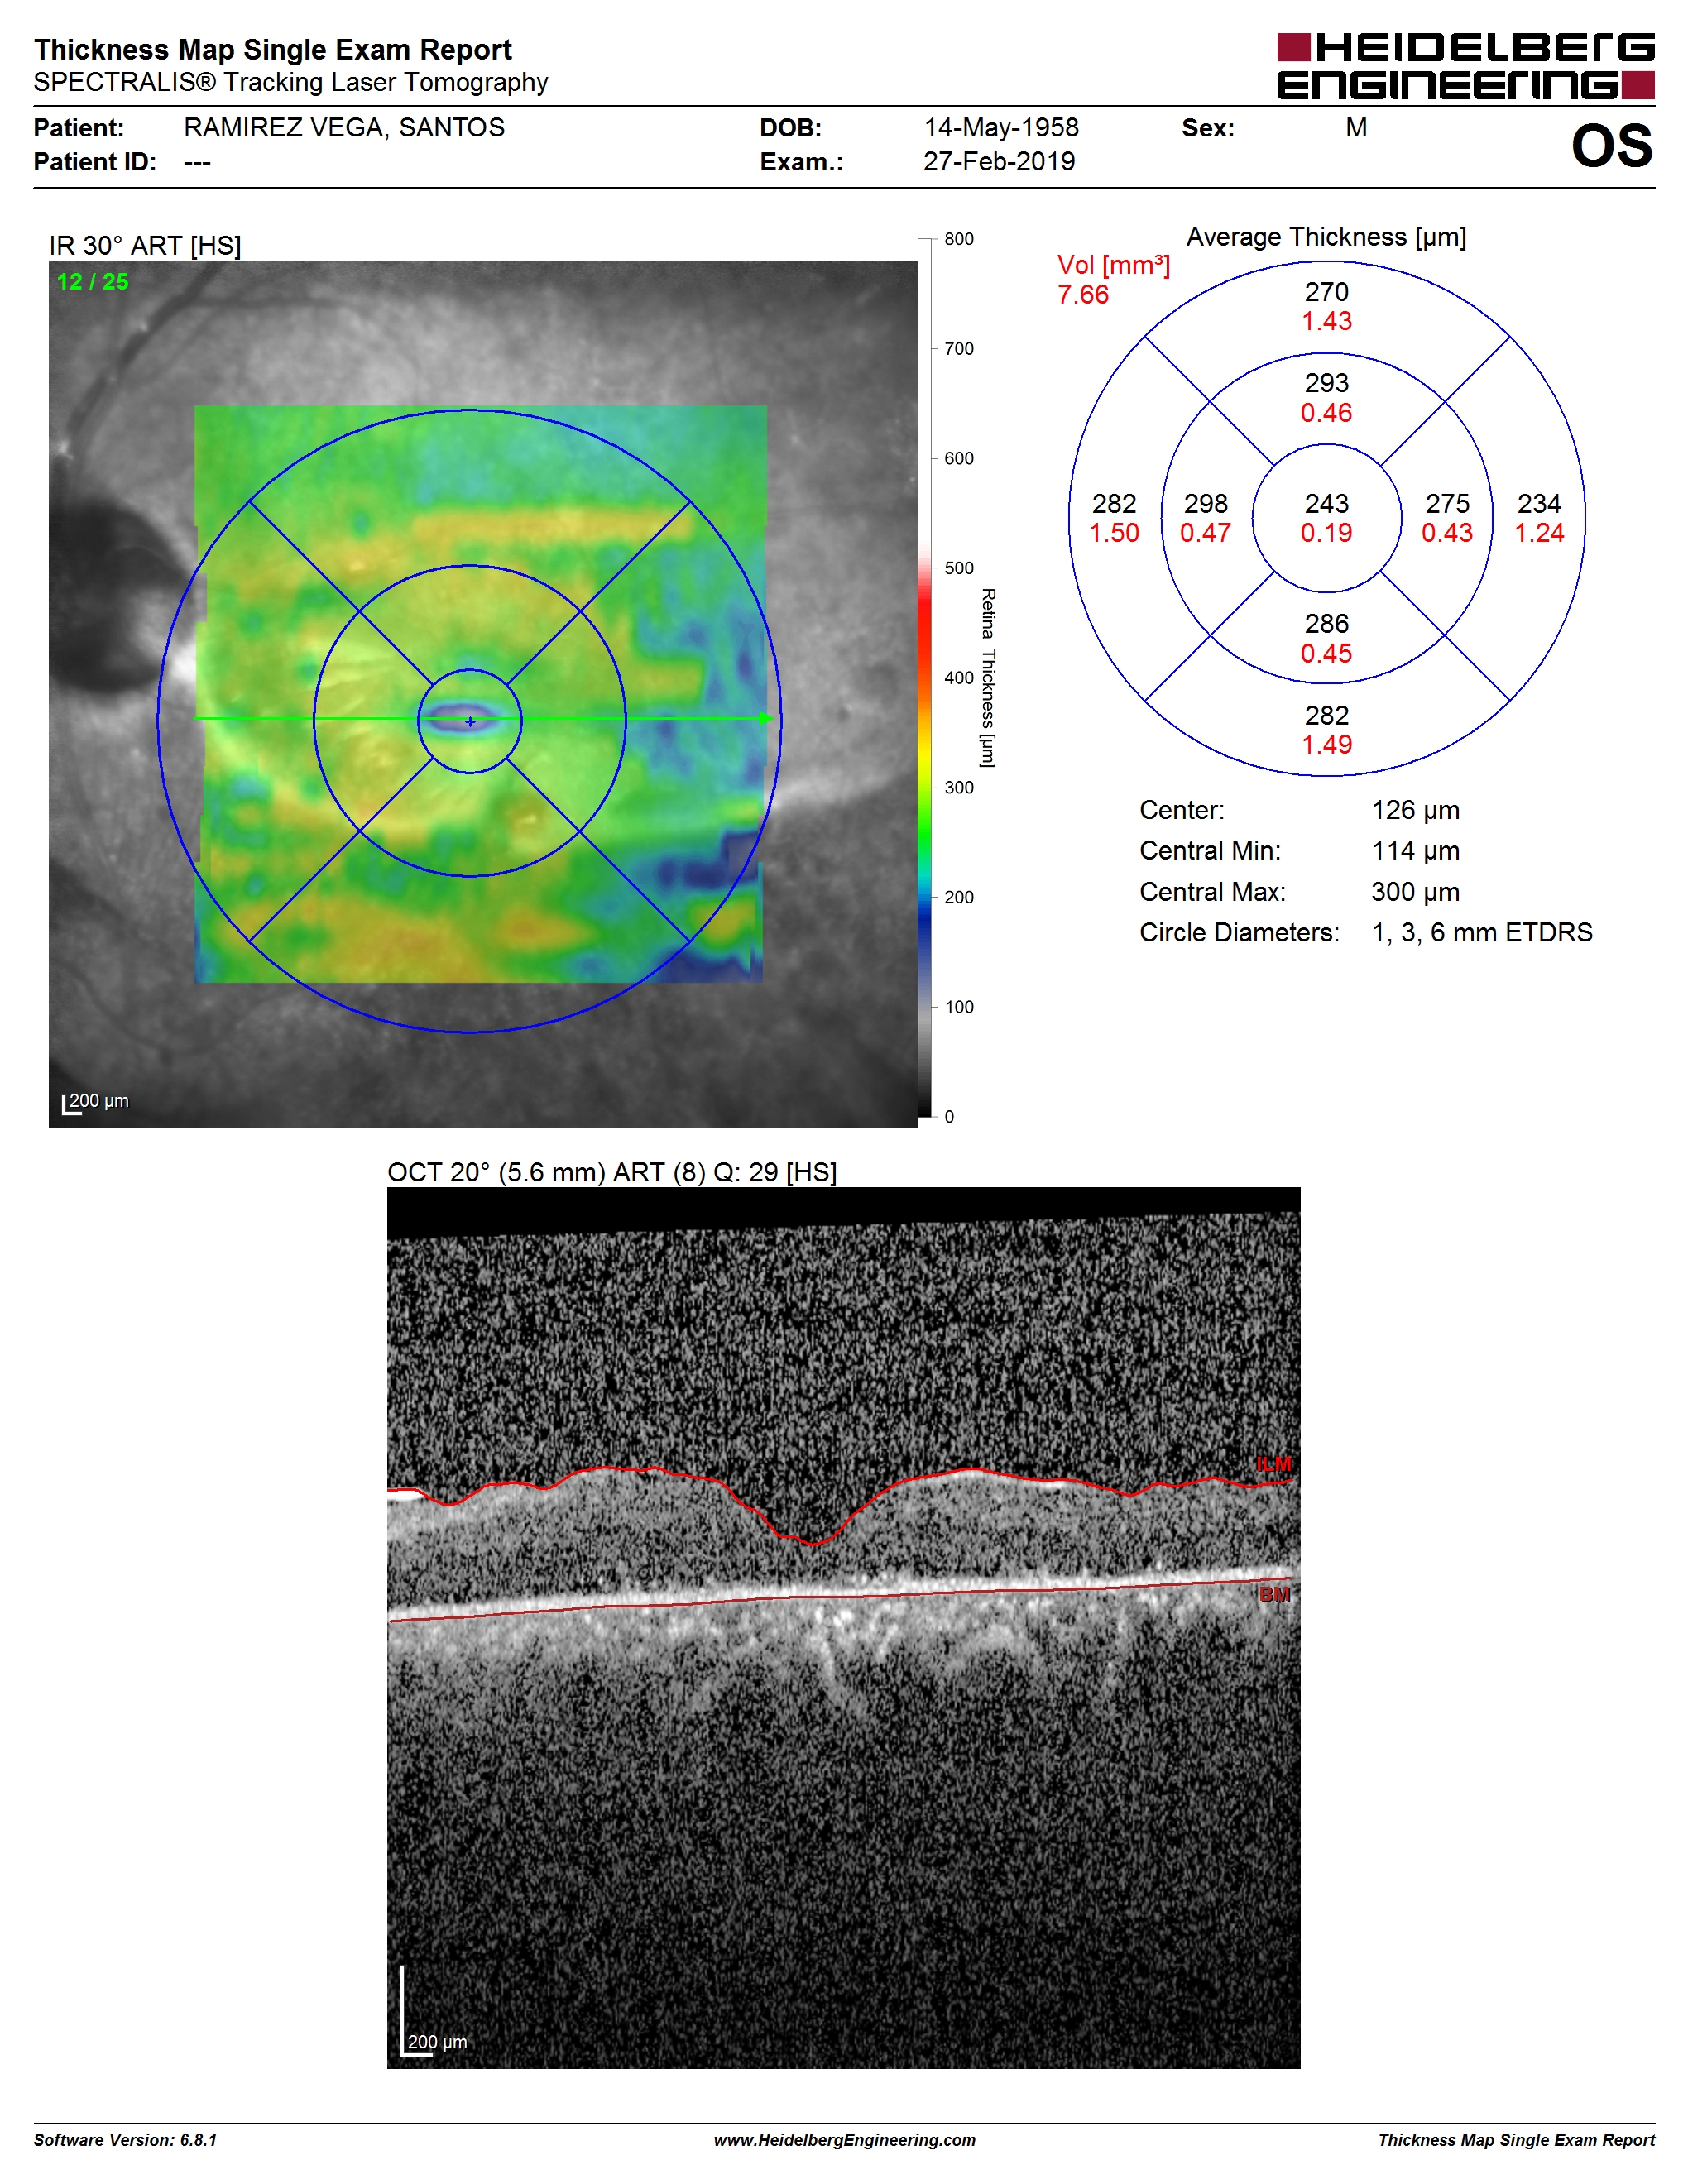 Thickness Map Single Exam Report
SPECTRALIS® Tracking Laser Tomography
HEIDELBERG
ENGINEERING
Patient: RAMIREZ VEGA, SANTOS DOB: 14-May-1958 Sex: M
Patient ID: --- Exam.: 27-Feb-2019
OS
IR 30° ART [HS]
12 / 25
200 µm
800
700
600
500
400
300
200
100
0
Retina Thickness [µm]
Average Thickness [µm]
Vol [mm³]
7.66
270
1.43
293
0.46
282 298 243 275 234
1.50 0.47 0.19 0.43 1.24
286
0.45
282
1.49
Center: 126 µm
Central Min: 114 µm
Central Max: 300 µm
Circle Diameters: 1, 3, 6 mm ETDRS
OCT 20° (5.6 mm) ART (8) Q: 29 [HS]
ILM
BM
200 µm
Software Version: 6.8.1 www.HeidelbergEngineering.com Thickness Map Single Exam Report